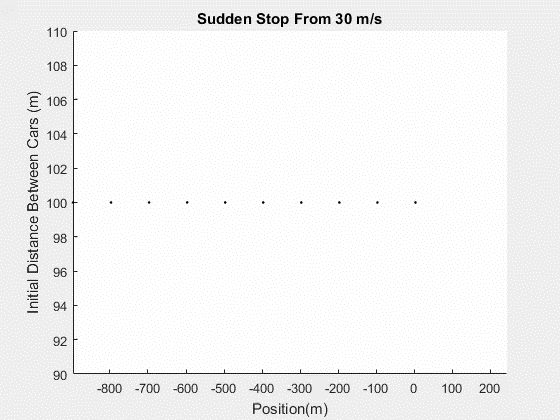 Sudden Stop From 30 m/s
Initial Distance Between Cars (m)
110
108
106
104
102
100
98
96
94
92
90
-800 -700 -600 -500 -400 -300 -200 -100 0 100 200
Position(m)